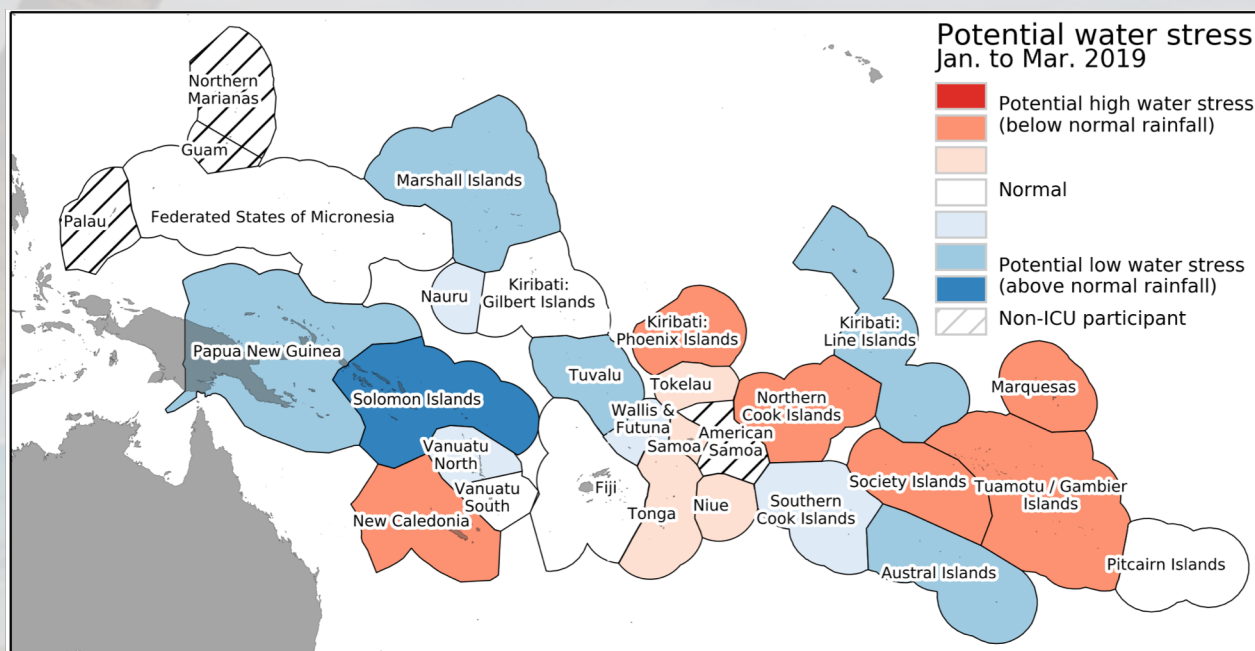 Potential water stress
Jan. to Mar. 2019
Potential high water stress
(below normal rainfall)
Normal
Potential low water stress
(above normal rainfall)
Non-ICU participant
Northern
Marianas
Guam
Palau
Federated States of Micronesia
Marshall Islands
Nauru
Kiribati:
Gilbert Islands
Papua New Guinea
Solomon Islands
Tuvalu
Kiribati:
Phoenix Islands
Tokelau
Kiribati:
Line Islands
Wallis &
Futuna
Samoa
American
Samoa
Northern
Cook Islands
Marquesas
Vanuatu
North
Vanuatu
South
New Caledonia
Fiji
Tonga
Niue
Southern
Cook Islands
Society Islands
Tuamotu / Gambier
Islands
Austral Islands
Pitcairn Islands